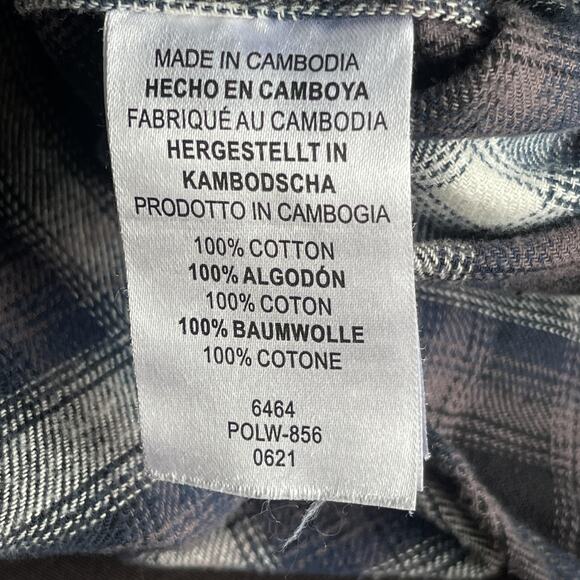 MADE IN CAMBODIA
HECHO EN CAMBOYA
FABRIQUÉ AU CAMBODIA
HERGESTELLT IN
KAMBODSCHA
PRODOTTO IN CAMBOGIA
100% COTTON
100% ALGODÓN
100% COTON
100% BAUMWOLLE
100% COTONE
6464
POLW-856
0621